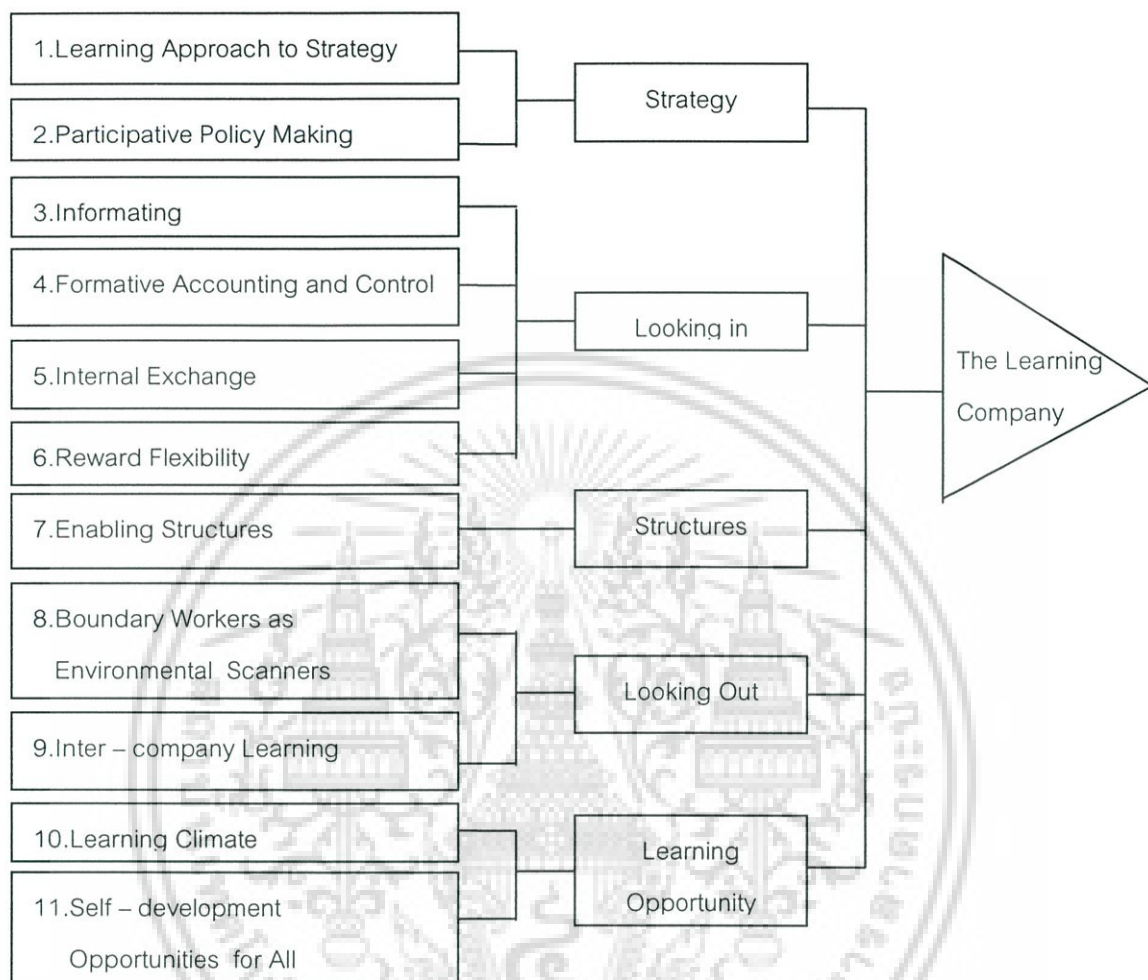 1.Learning Approach to Strategy
2.Participative Policy Making
3.Informating
4.Formative Accounting and Control
5.Internal Exchange
6.Reward Flexibility
7.Enabling Structures
8.Boundary Workers as
Environmental Scanners
9.Inter – company Learning
10.Learning Climate
11.Self – development
Opportunities for All
Strategy
Looking in
Structures
Looking Out
Learning
Opportunity
The Learning
Company